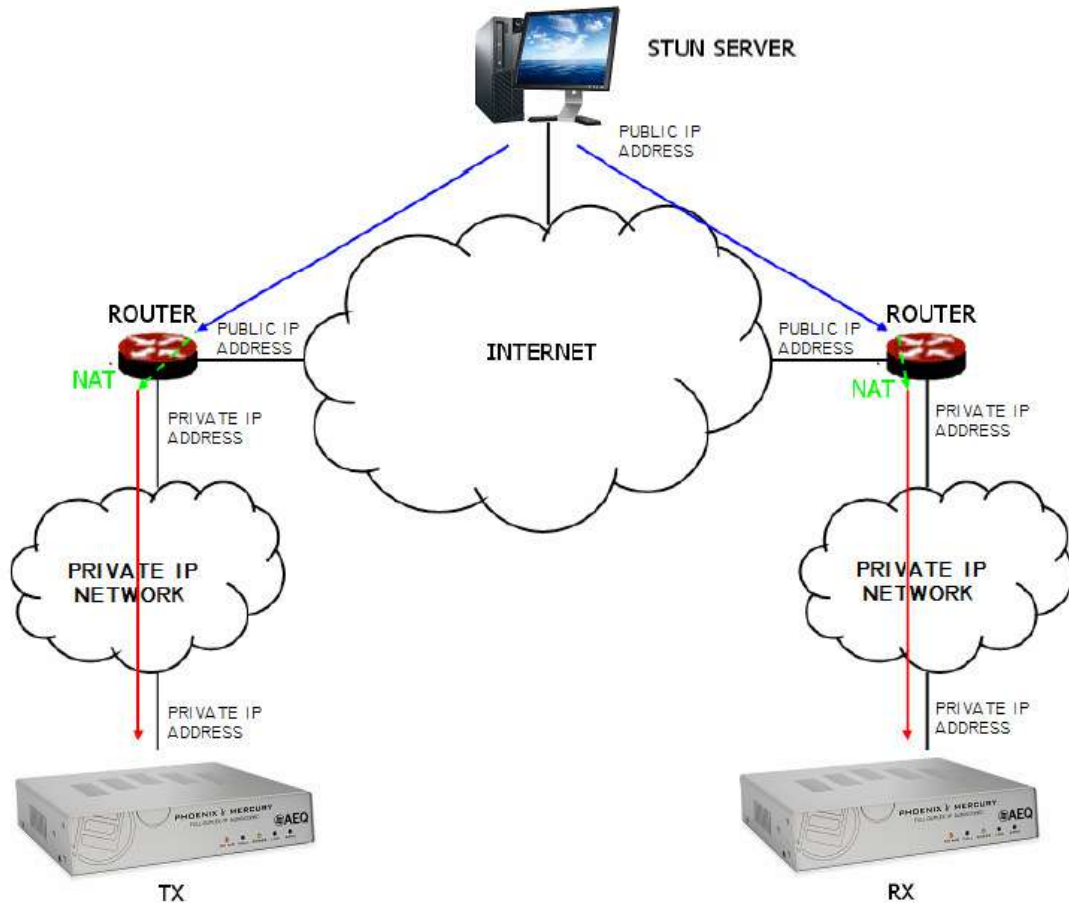 STUN SERVER
PUBLIC IP
ADDRESS
ROUTER
ROUTER
PUBLIC IP
ADDRESS
PUBLIC IP
ADDRESS
INTERNET
NAT
NAT
PRIVATE IP
ADDRESS
PRIVATE IP
ADDRESS
PRIVATE IP
NETWORK
PRIVATE IP
NETWORK
PRIVATE IP
ADDRESS
PRIVATE IP
ADDRESS
PHOENIX MERCURY
AEQ
PHOENIX MERCURY
AEQ
TX
RX